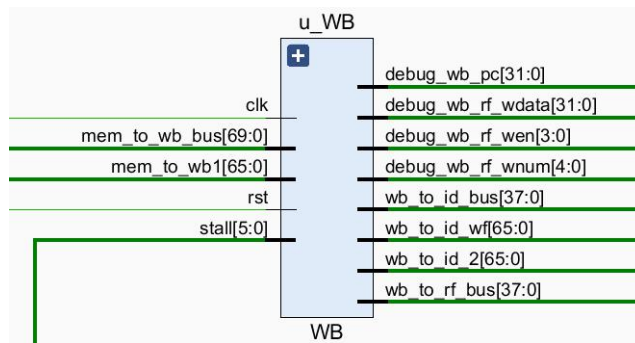 u_WB
clk
mem_to_wb_bus[69:0]
mem_to_wb1[65:0]
rst
stall[5:0]
debug_wb_pc[31:0]
debug_wb_rf_wdata[31:0]
debug_wb_rf_wen[3:0]
debug_wb_rf_wnum[4:0]
wb_to_id_bus[37:0]
wb_to_id_wf[65:0]
wb_to_id_2[65:0]
wb_to_rf_bus[37:0]
WB